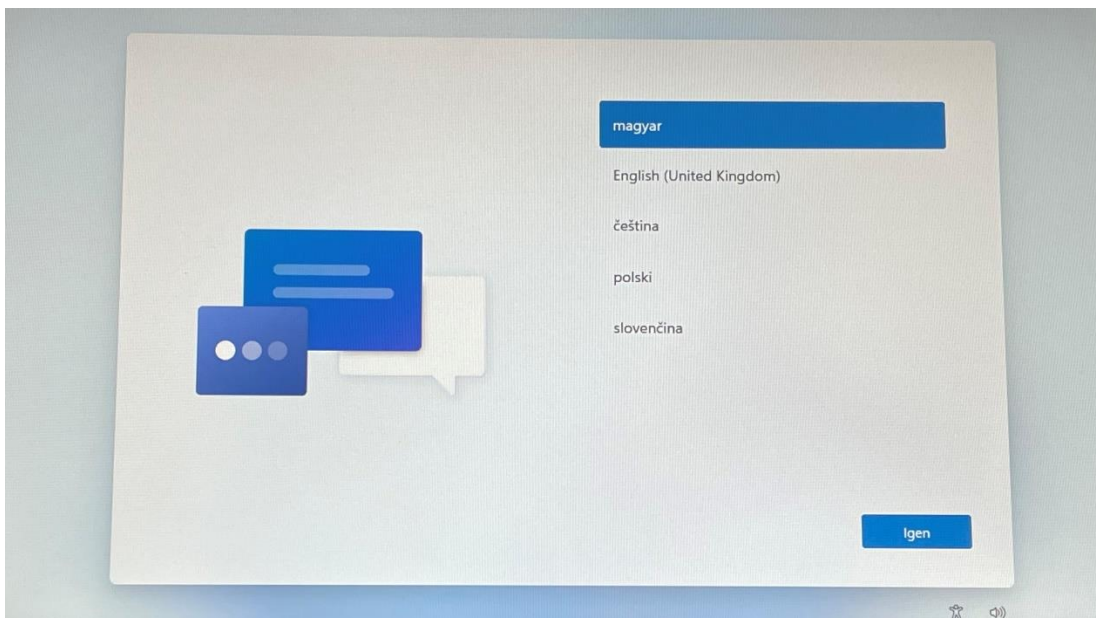 magyar
English (United Kingdom)
čeština
polski
slovenčina
Igen